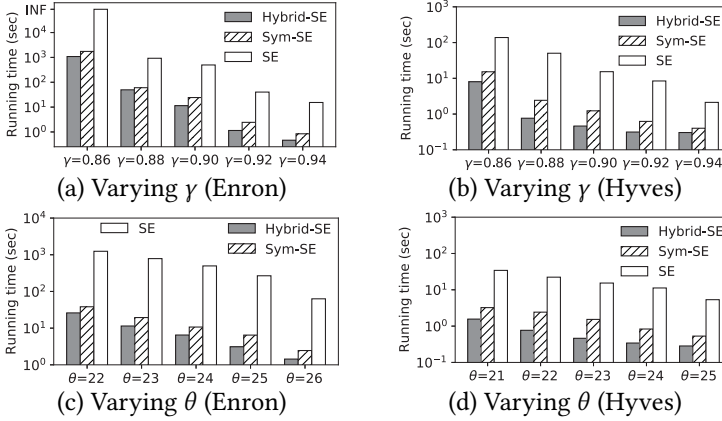 INF
10^4
10^3
10^2
10^1
10^0
Running time (sec)
Hybrid-SE
Sym-SE
SE
γ=0.86 γ=0.88 γ=0.90 γ=0.92 γ=0.94
(a) Varying γ (Enron)
10^3
10^2
10^1
10^0
10^-1
Running time (sec)
Hybrid-SE
Sym-SE
SE
γ=0.86 γ=0.88 γ=0.90 γ=0.92 γ=0.94
(b) Varying γ (Hyves)
10^4
10^3
10^2
10^1
10^0
Running time (sec)
SE
Hybrid-SE
Sym-SE
θ=22 θ=23 θ=24 θ=25 θ=26
(c) Varying θ (Enron)
10^3
10^2
10^1
10^0
10^-1
Running time (sec)
Hybrid-SE
Sym-SE
SE
θ=21 θ=22 θ=23 θ=24 θ=25
(d) Varying θ (Hyves)